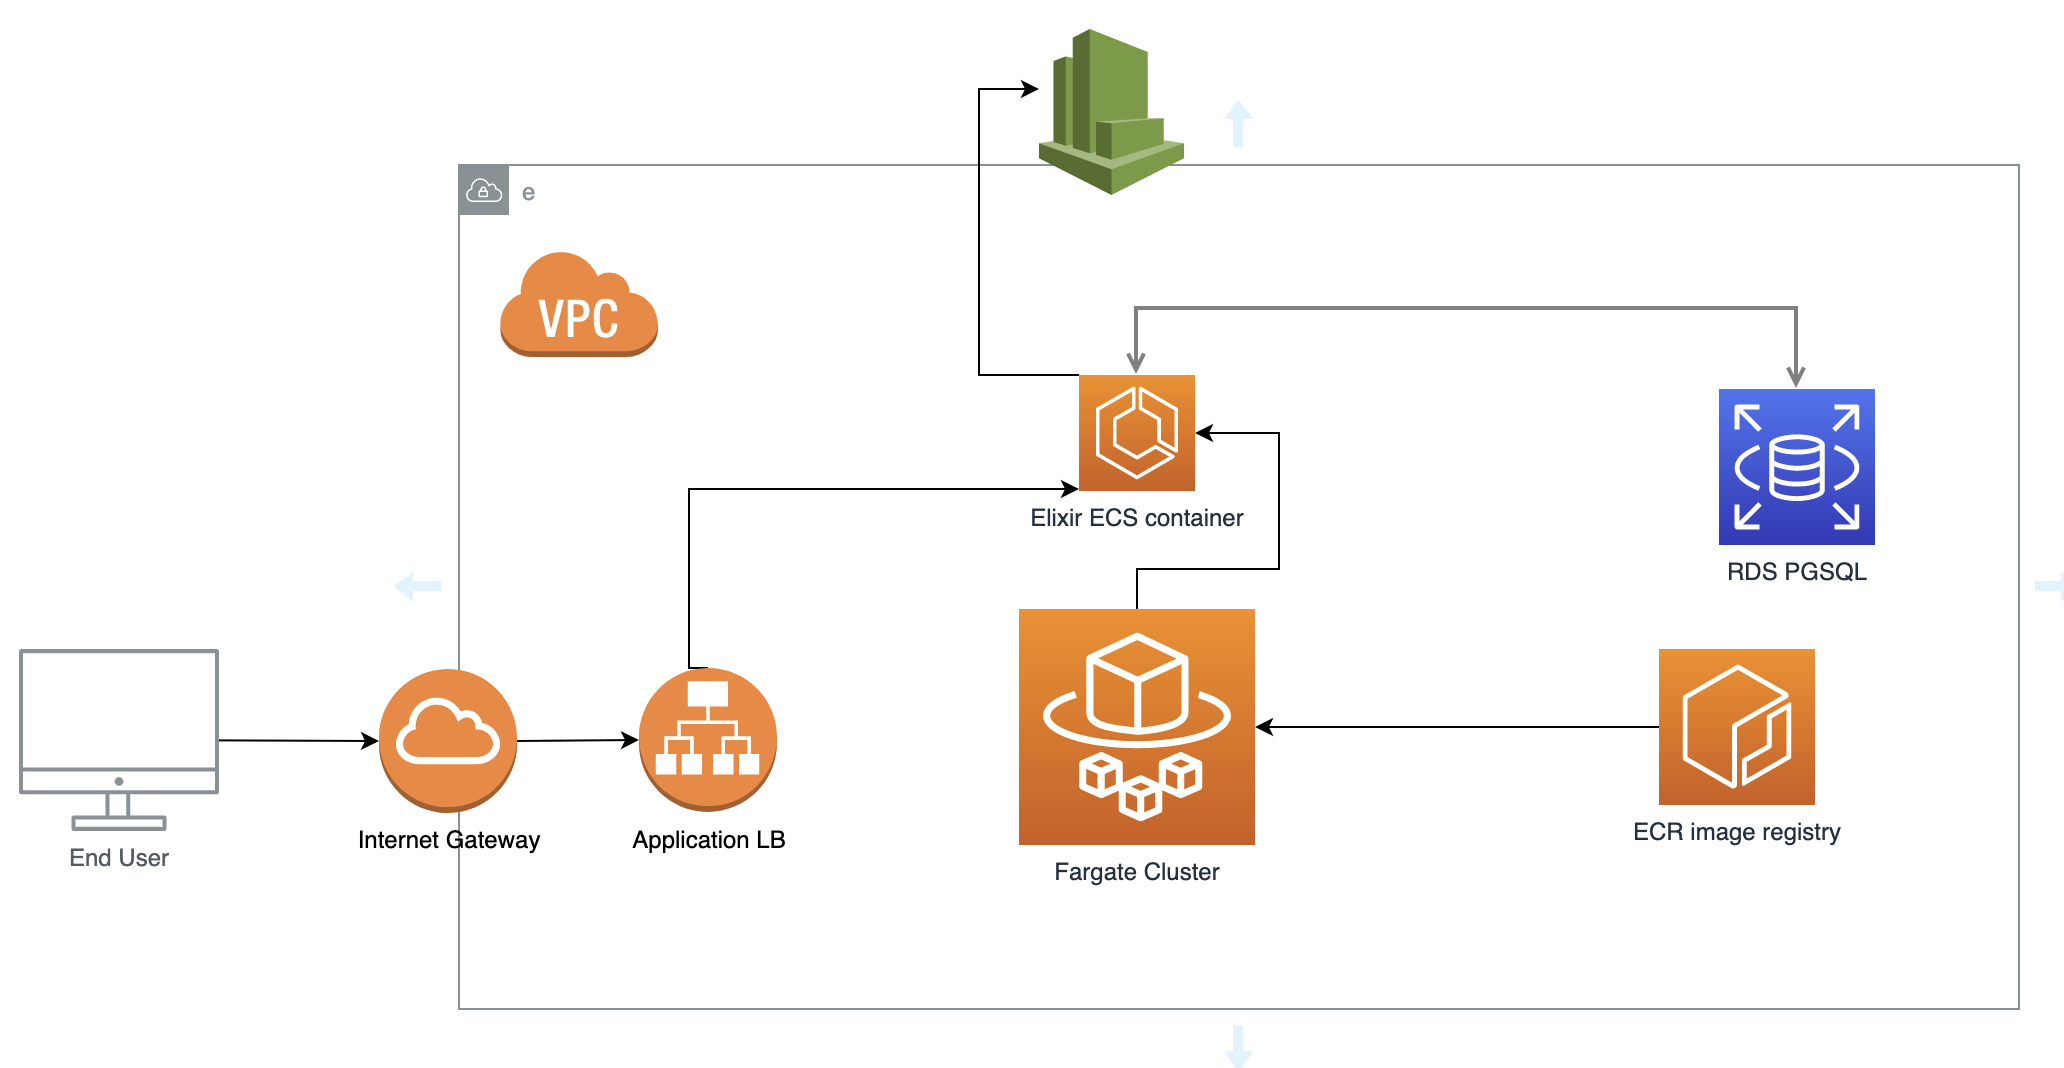 e
VPC
Elixir ECS container
RDS PGSQL
End User
Internet Gateway
Application LB
Fargate Cluster
ECR image registry